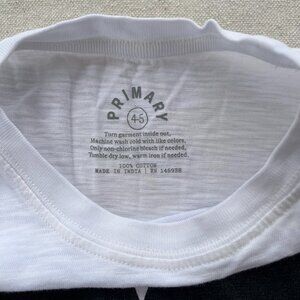 PRIMARY
4-5
Turn garment inside out,
Machine wash cold with like colors,
Only non-chlorine bleach if needed,
Tumble dry low, warm iron if needed.
100% COTTON
MADE IN INDIA | RN 148958